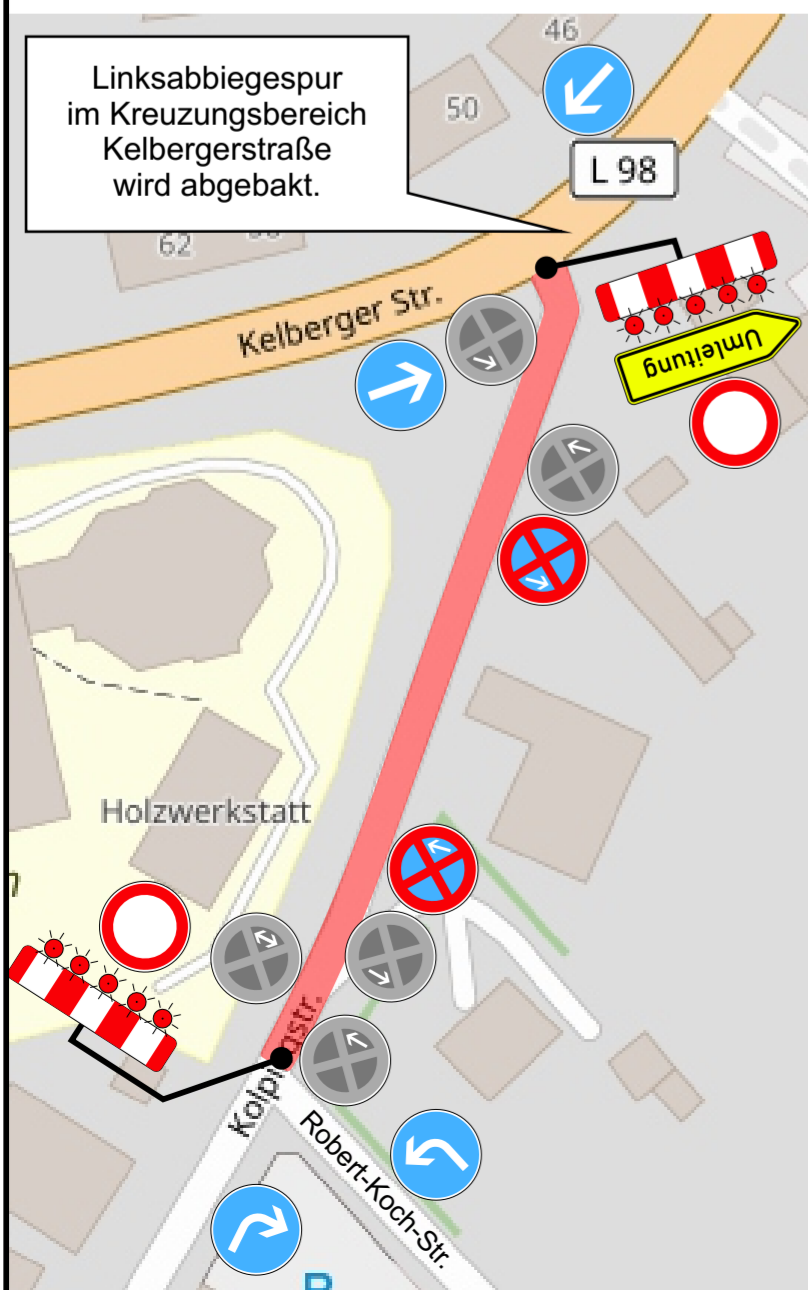 46
Linksabbiegespur
im Kreuzungsbereich
Kelbergerstraße
wird abgebakt.
50
L 98
62
Kelberger Str.
Umleitung
Holzwerkstatt
Robert-Koch-Str.